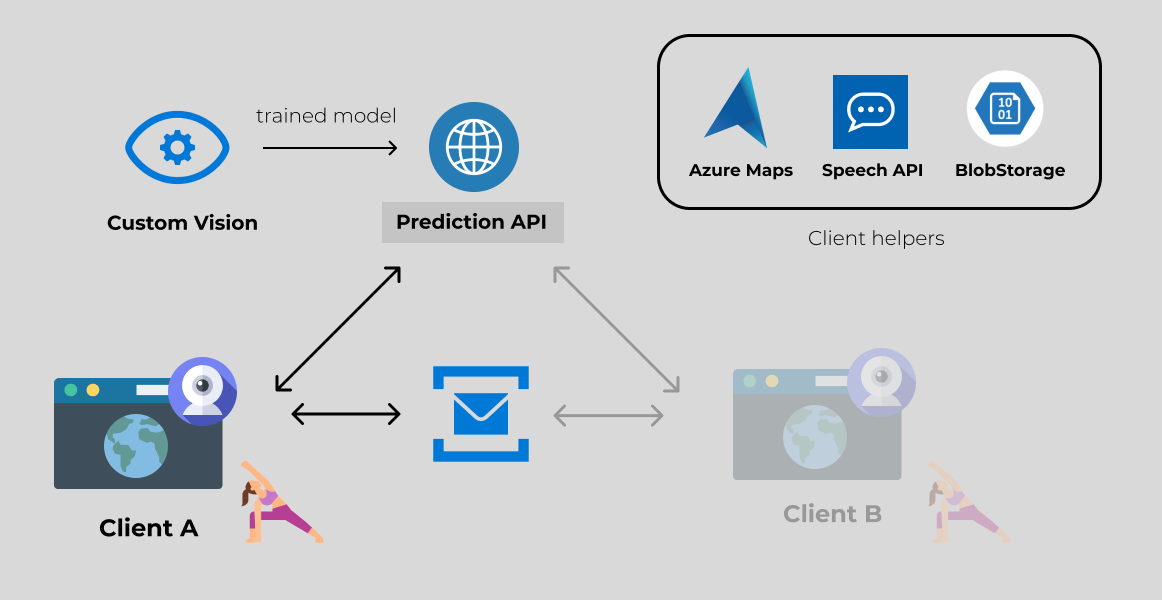 trained model
Custom Vision
Prediction API
Azure Maps
Speech API
10
01
BlobStorage
Client helpers
Client A
Client B